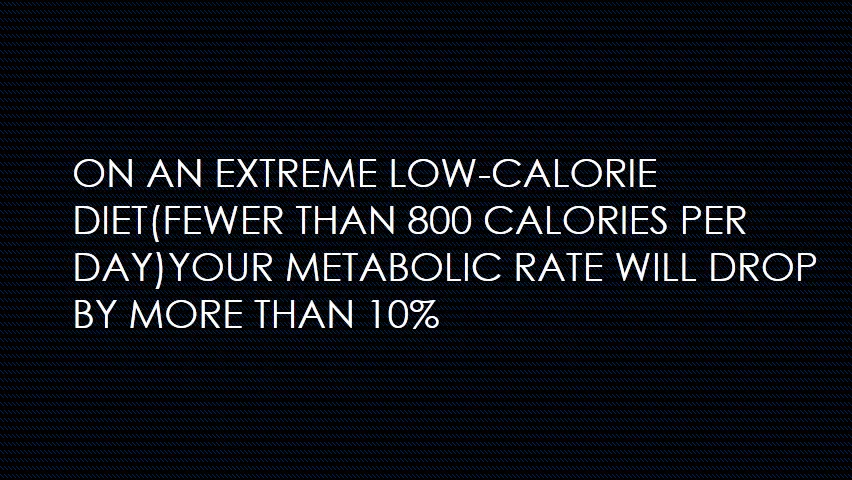 ON AN EXTREME LOW-CALORIE
DIET(FEWER THAN 800 CALORIES PER
DAY)YOUR METABOLIC RATE WILL DROP
BY MORE THAN 10%